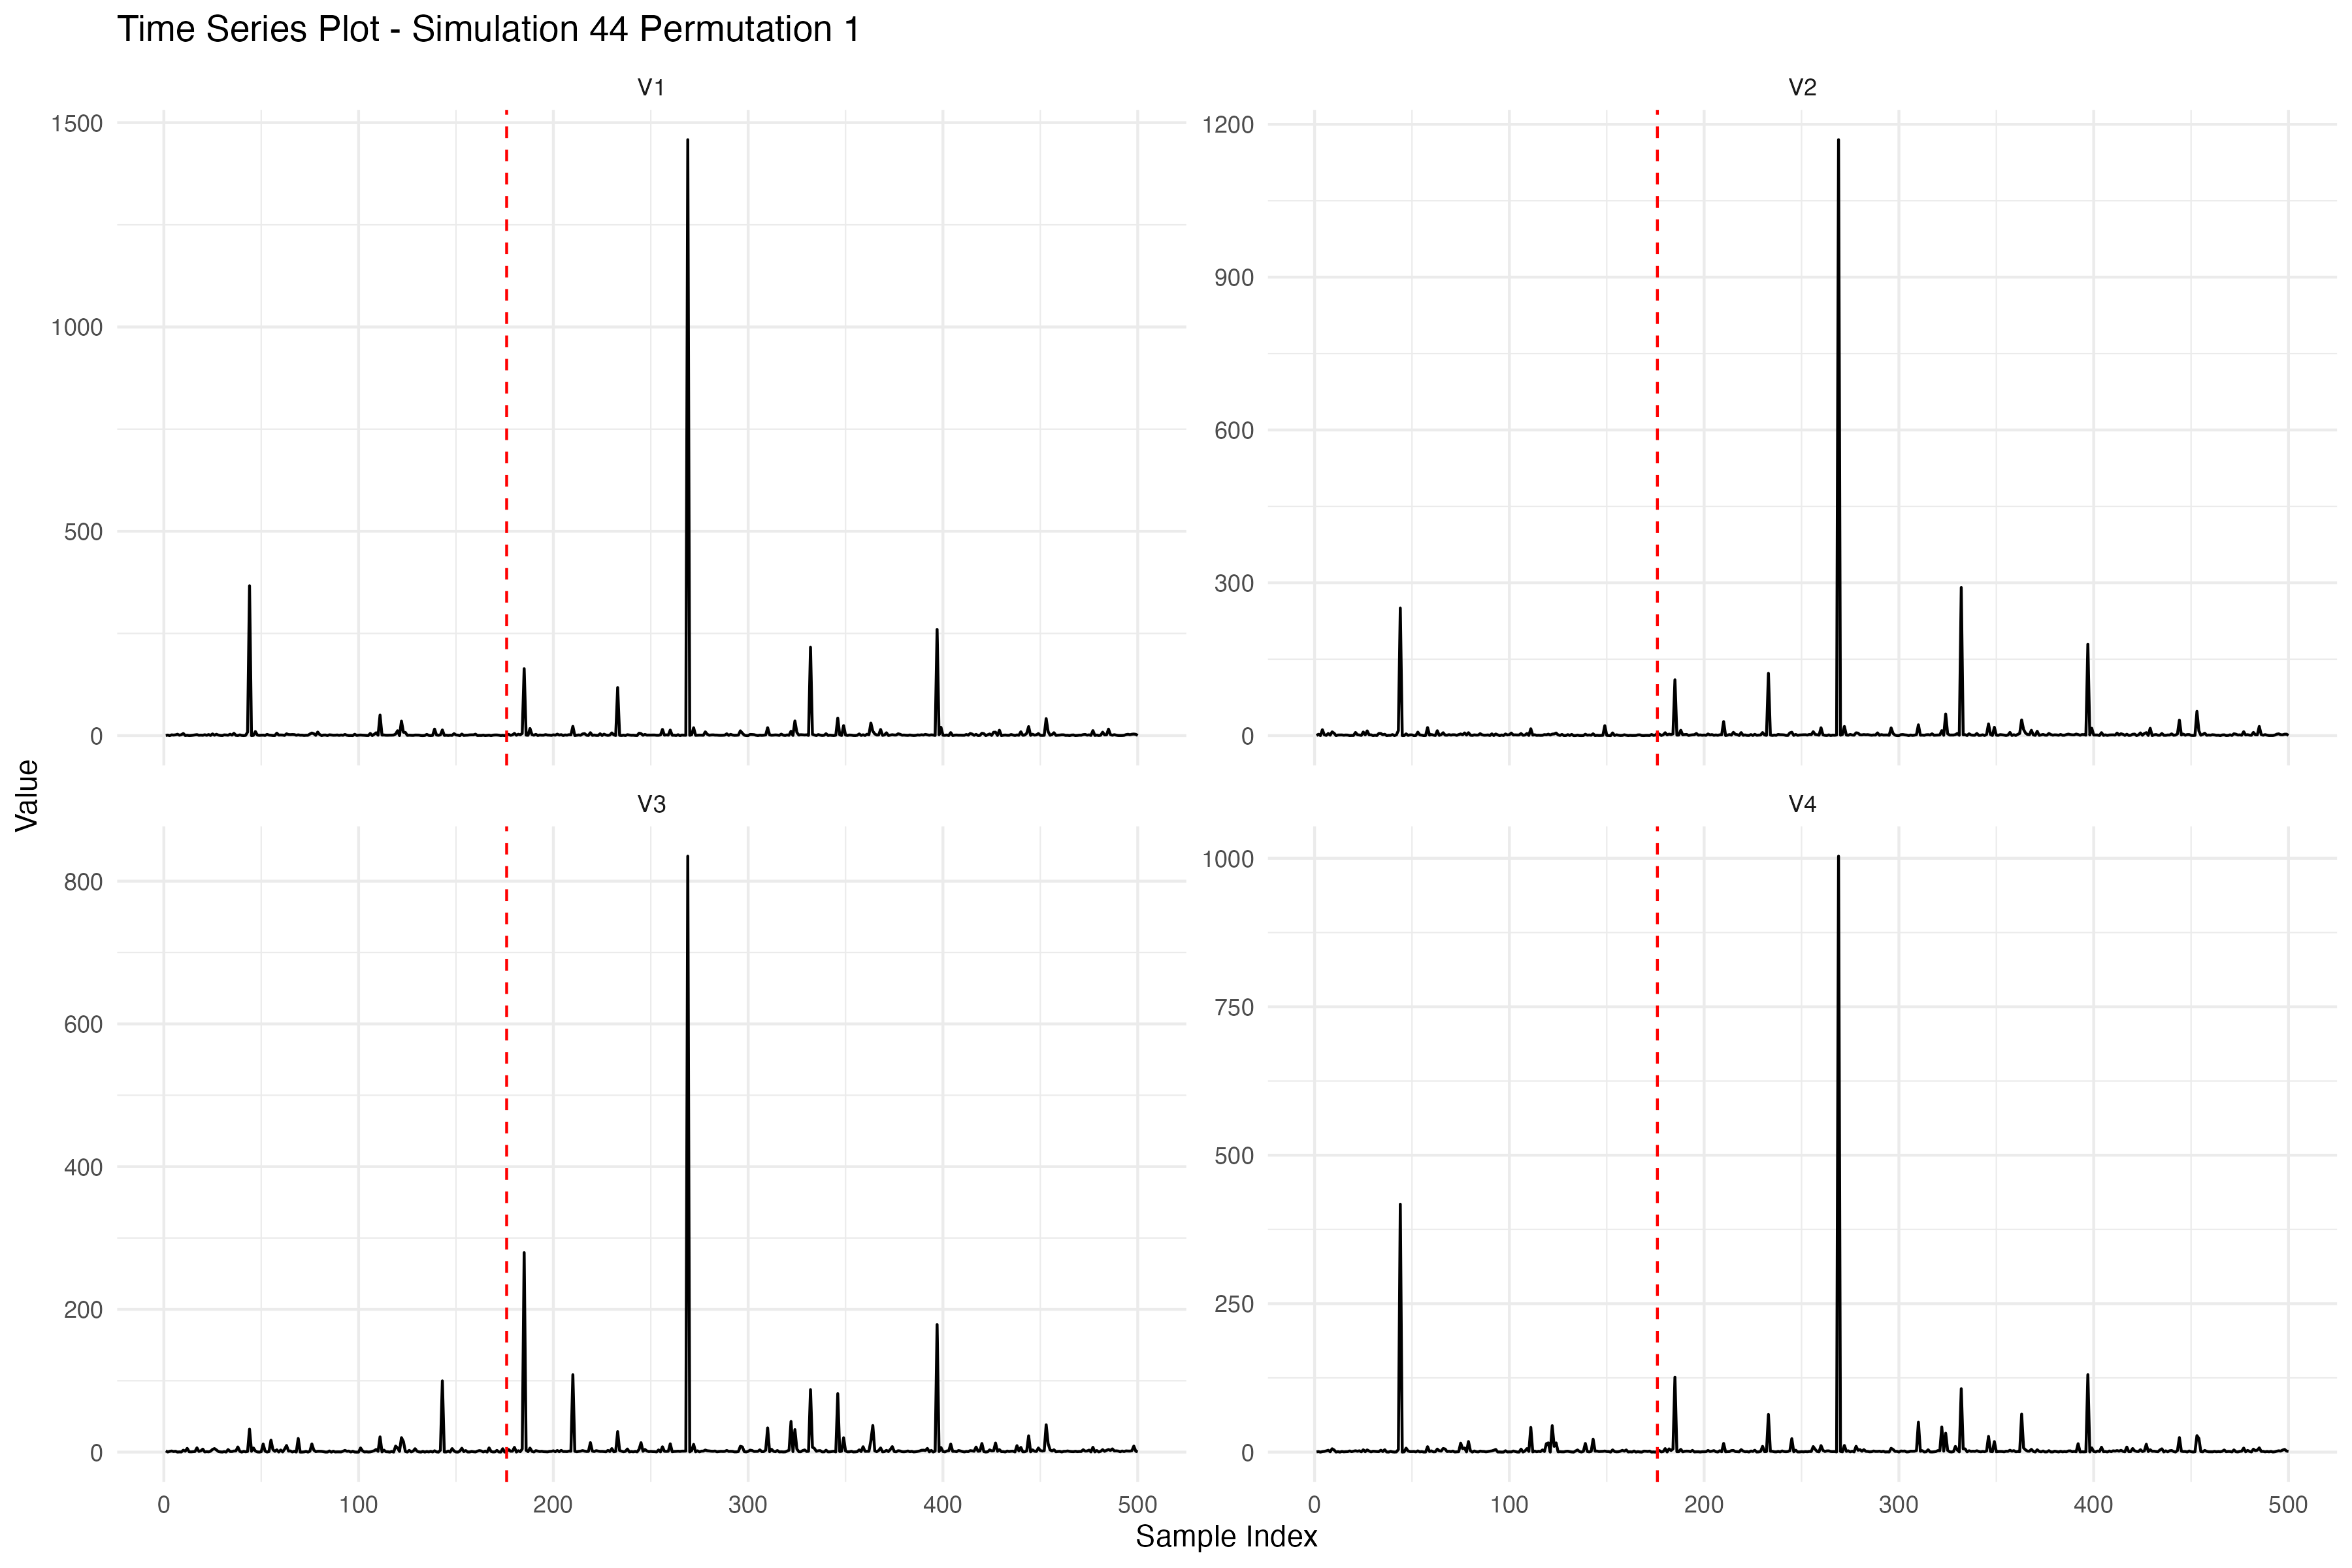 Time Series Plot - Simulation 44 Permutation 1
V1
V2
1500
1000
500
0
1200
900
600
300
0
Value
V3
V4
800
600
400
200
0
1000
750
500
250
0
0 100 200 300 400 500
0 100 200 300 400 500
Sample Index